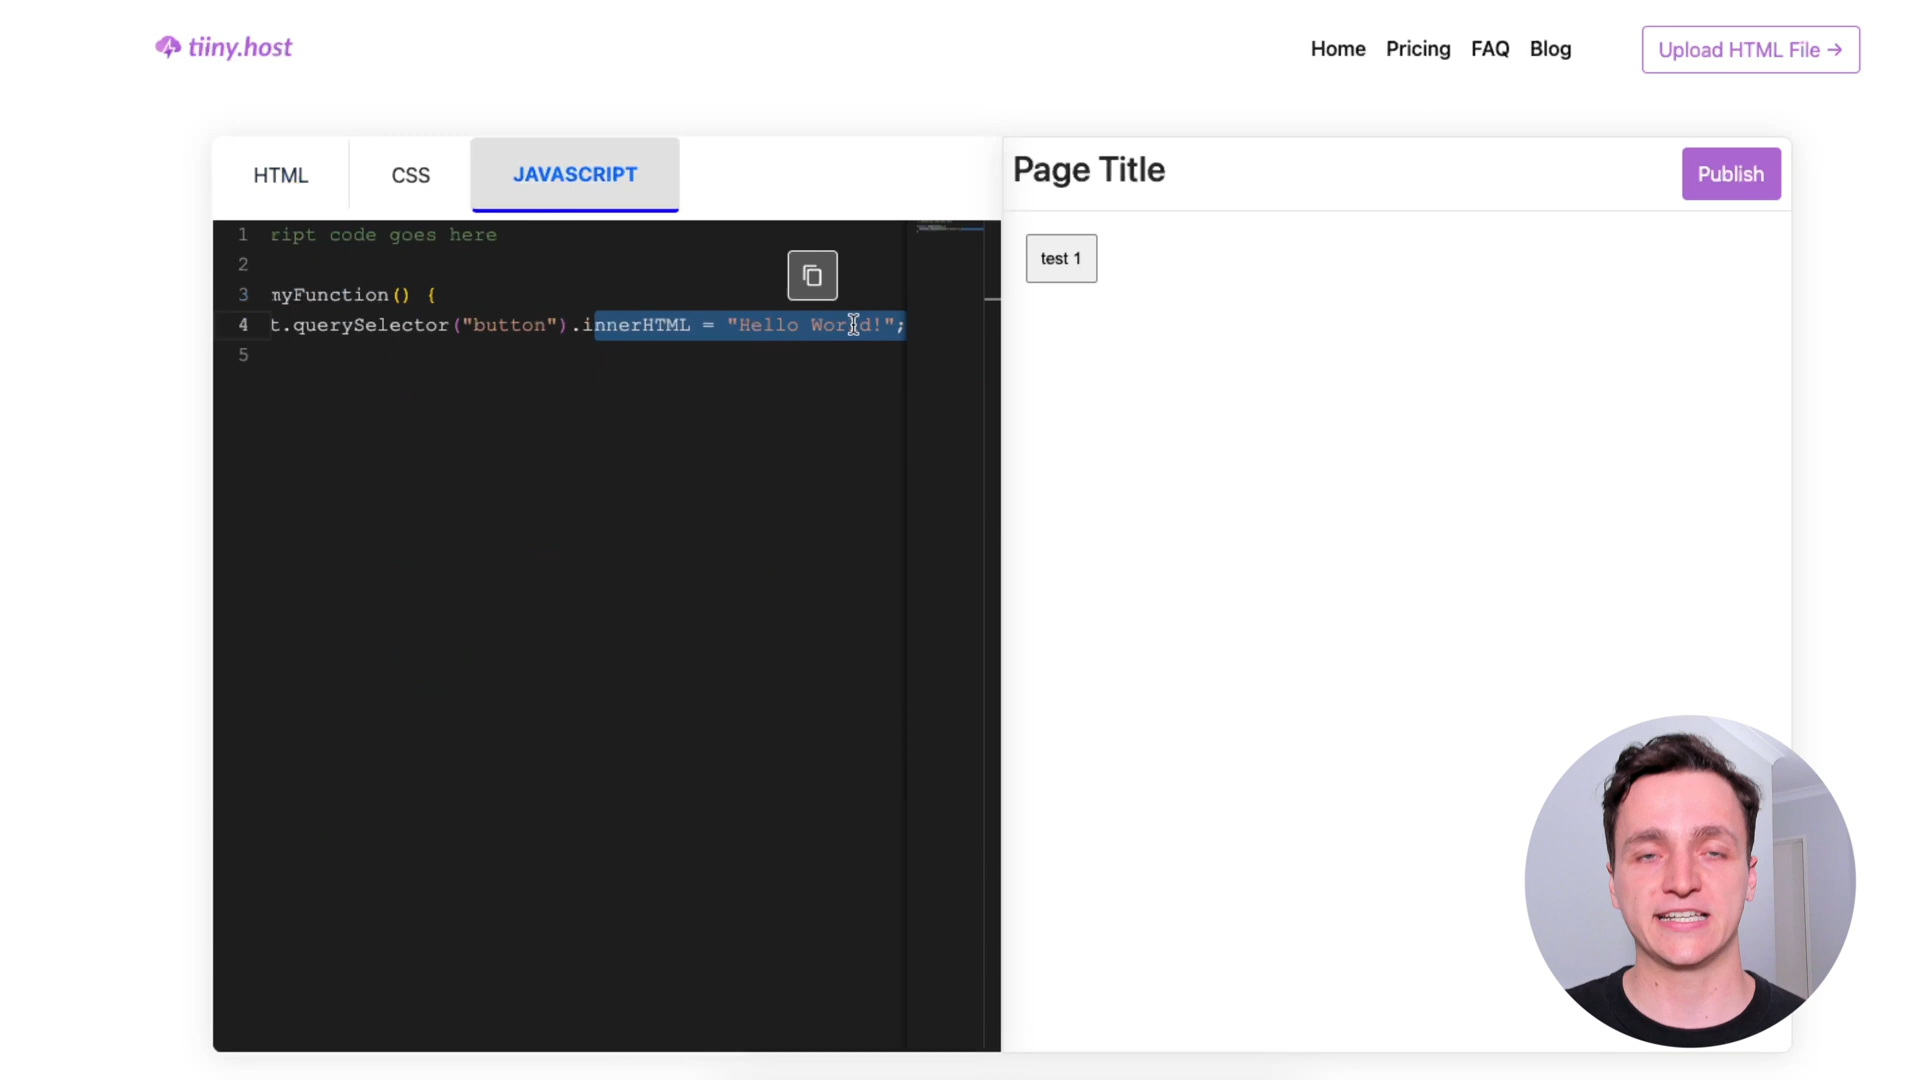 tiiny.host
Home Pricing FAQ Blog
Upload HTML File →
HTML CSS JAVASCRIPT
1 ript code goes here
2
3 myFunction() {
4 t.querySelector("button").innerHTML = "Hello World!";
5
Page Title
Publish
test 1